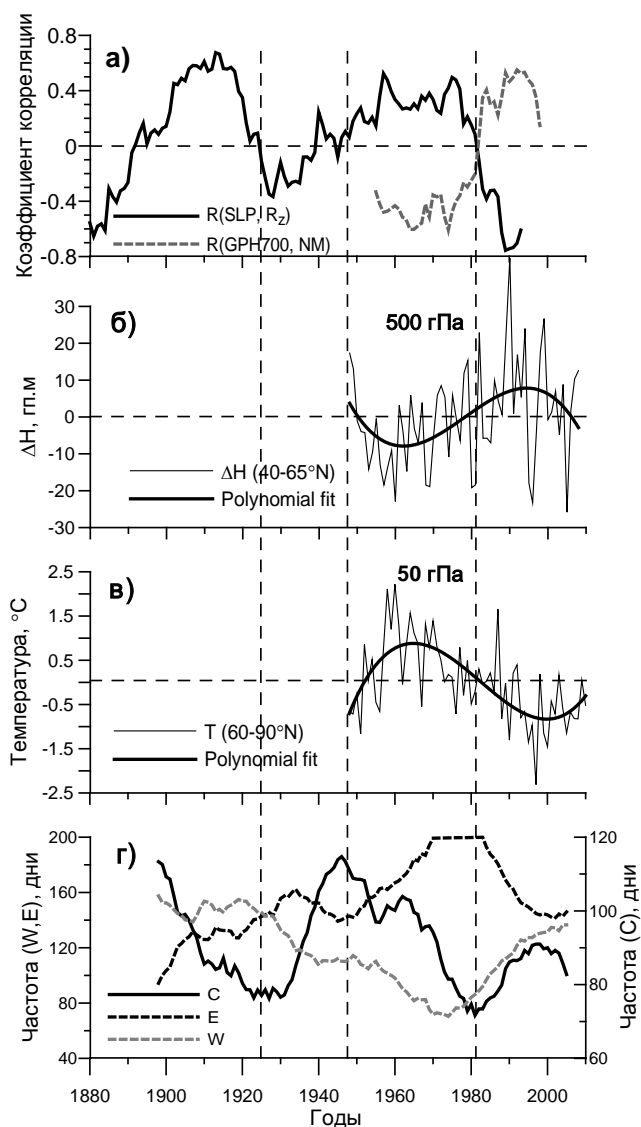 а)
Коэффициент корреляции
0.8
0.4
0
-0.4
-0.8
R(SLP, Rz)
R(GPH700, NM)
б)
500 гПа
ΔH, гп.м
30
20
10
0
-10
-20
-30
ΔH (40-65°N)
Polyhomial fit
в)
50 гПа
Температура, °C
2.5
1.5
0.5
-0.5
-1.5
-2.5
T (60-90°N)
Polyhomial fit
г)
Частота (W,E), дни
200
160
120
80
40
C
E
W
120
100
80
60
Частота (C), дни
1880 1900 1920 1940 1960 1980 2000
Годы